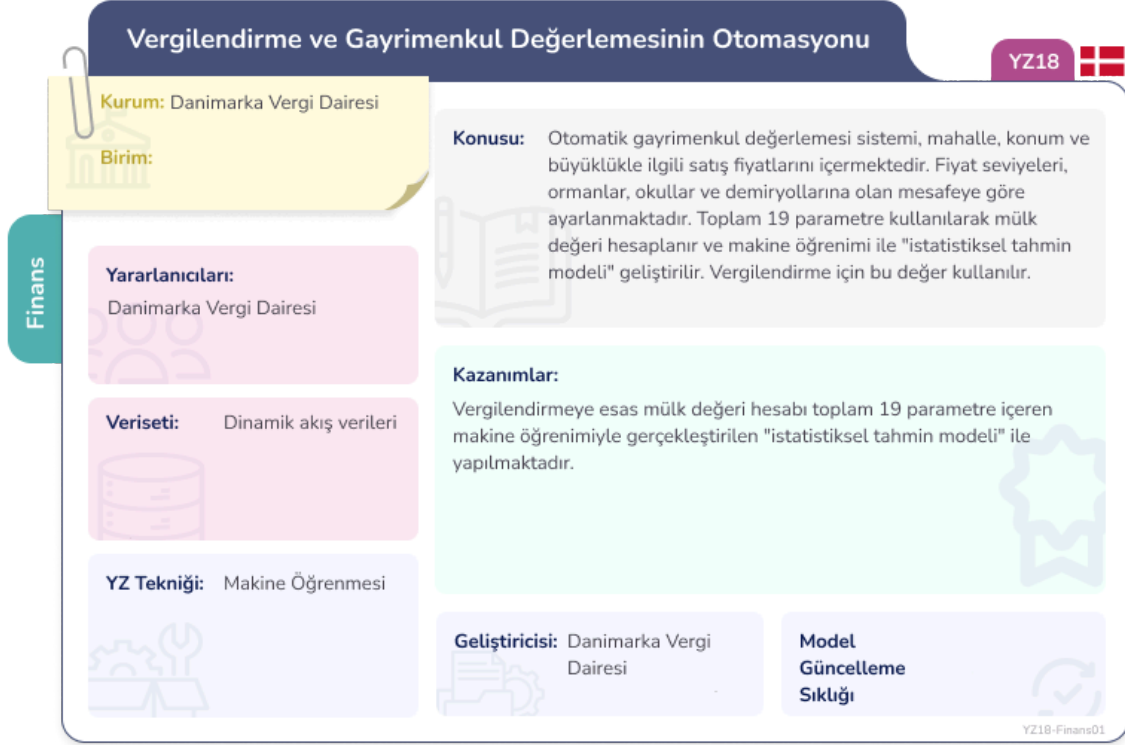 Vergilendirme ve Gayrimenkul Değerlemesinin Otomasyonu
YZ18
Kurum: Danimarka Vergi Dairesi
Birim:
Finans
Yararlanıcıları:
Danimarka Vergi Dairesi
Veriseti: Dinamik akış verileri
YZ Tekniği: Makine Öğrenmesi
Konusu: Otomatik gayrimenkul değerlemesi sistemi, mahalle, konum ve
büyüklükle ilgili satış fiyatlarını içermektedir. Fiyat seviyeleri,
ormanlar, okullar ve demiryollarına olan mesafeye göre
ayarlanmaktadır. Toplam 19 parametre kullanılarak mülk
değeri hesaplanır ve makine öğrenimi ile "istatistiksel tahmin
modeli" geliştirilir. Vergilendirme için bu değer kullanılır.
Kazanımlar:
Vergilendirmeye esas mülk değeri hesabı toplam 19 parametre içeren
makine öğrenimiyle gerçekleştirilen "istatistiksel tahmin modeli" ile
yapılmaktadır.
Geliştiricisi: Danimarka Vergi
Dairesi
Model
Güncelleme
Sıklığı
YZ18-Finans01